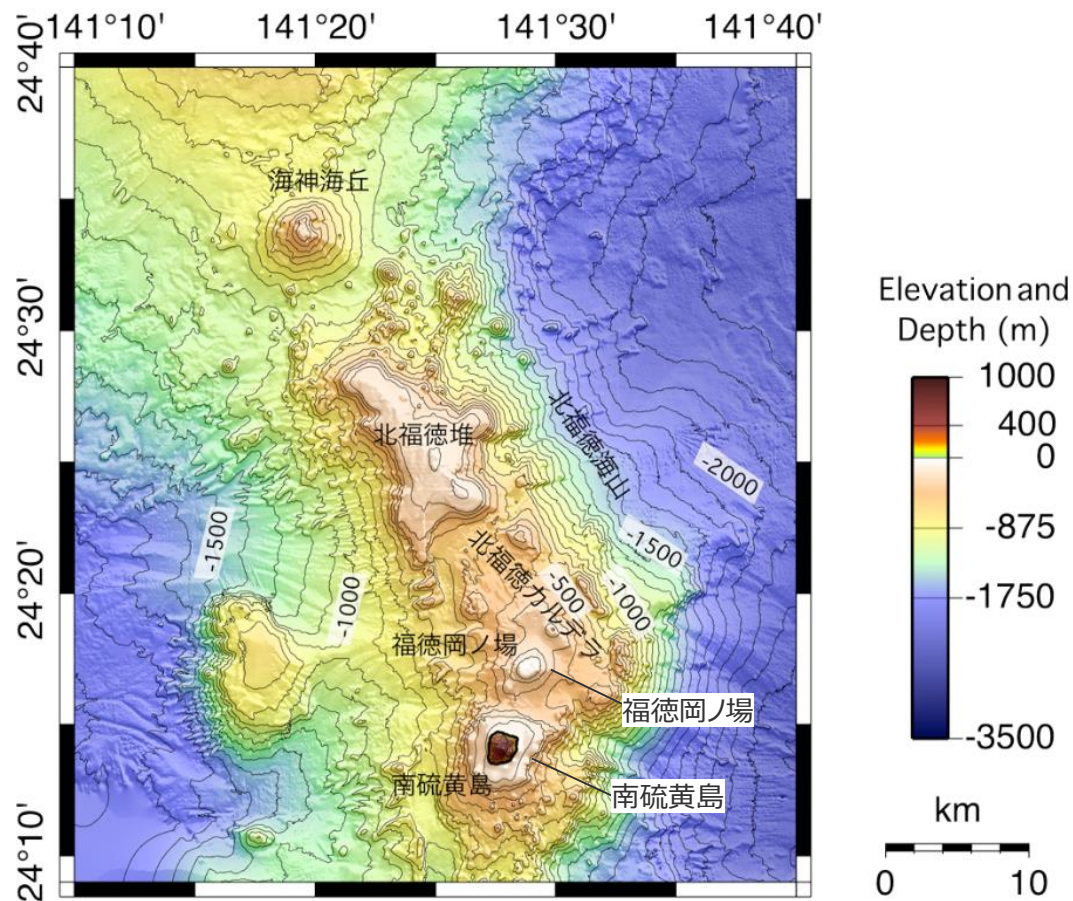 141°10'
141°20'
141°30'
141°40'
24°40'
24°30'
24°20'
24°10'
海神海丘
北福徳堆
北福徳海山
-2000
-1500
-1500
北福徳カルデラ
-500
-1000
-1000
福徳岡ノ場
福徳岡ノ場
南硫黄島
南硫黄島
Elevation and
Depth (m)
1000
400
0
-875
-1750
-3500
km
0
10